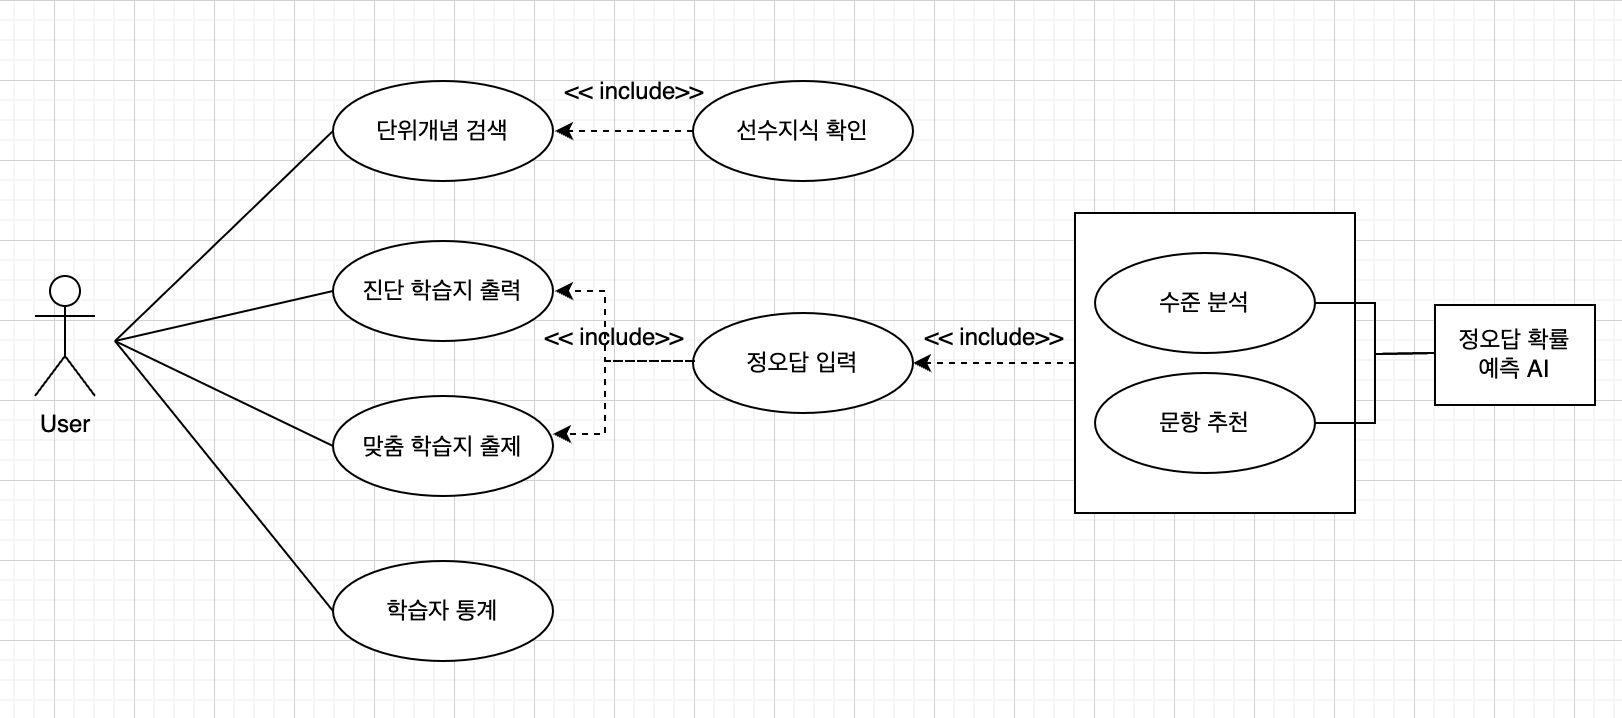 << include>>
단위개념 검색
선수지식 확인
진단 학습지 출력
<< include>>
<< include>>
수준 분석
정오답 입력
정오답 확률
예측 AI
User
맞춤 학습지 출제
문항 추천
학습자 통계